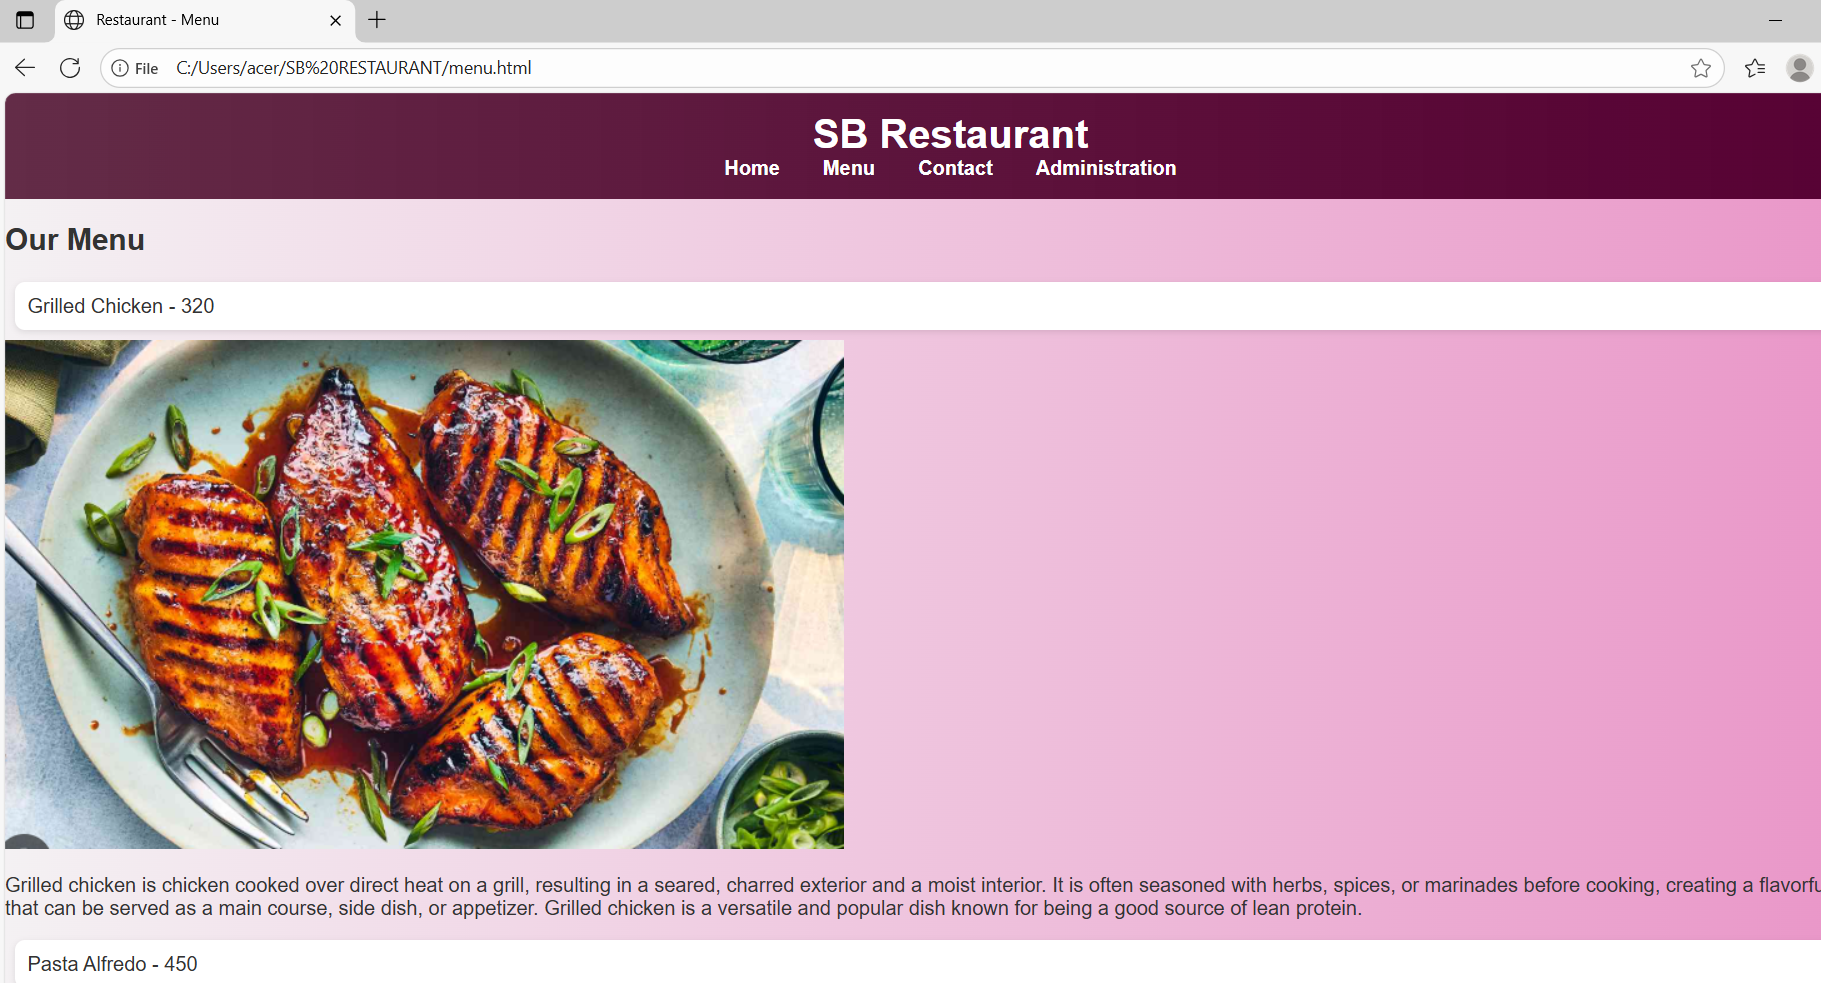 Restaurant - Menu
File C:/Users/acer/SB%20RESTAURANT/menu.html
SB Restaurant
Home Menu Contact Administration
Our Menu
Grilled Chicken - 320
Grilled chicken is chicken cooked over direct heat on a grill, resulting in a seared, charred exterior and a moist interior. It is often seasoned with herbs, spices, or marinades before cooking, creating a
that can be served as a main course, side dish, or appetizer. Grilled chicken is a versatile and popular dish known for being a good source of lean protein.
Pasta Alfredo - 450